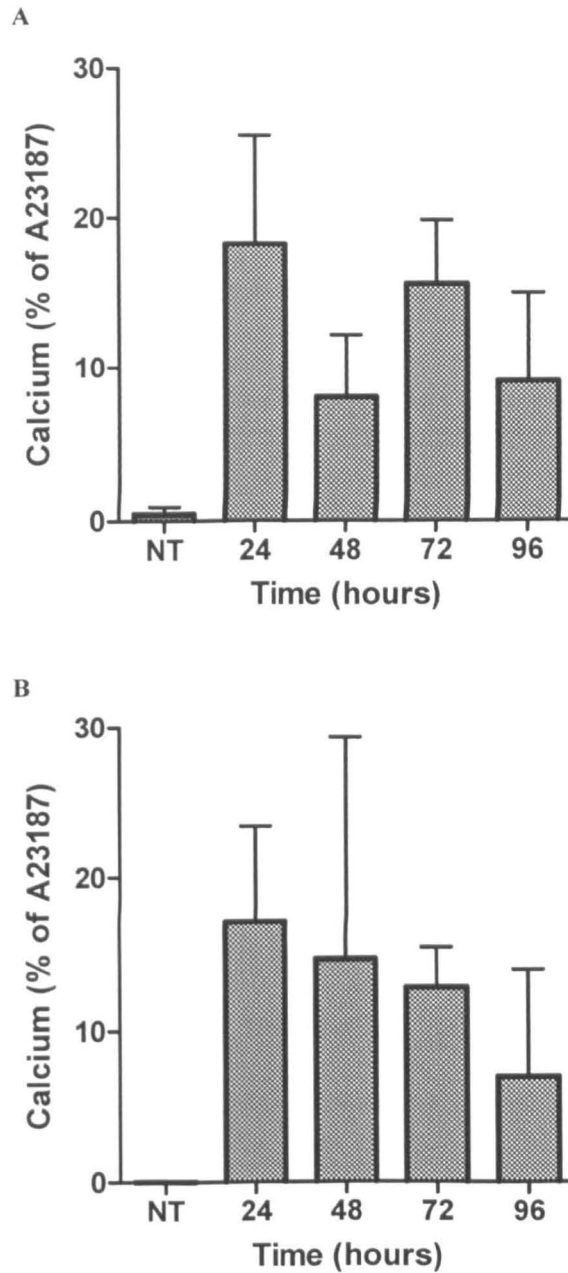 A
Calcium (% of A23187)
30
20
10
0
NT 24 48 72 96
Time (hours)
B
Calcium (% of A23187)
30
20
10
0
NT 24 48 72 96
Time (hours)